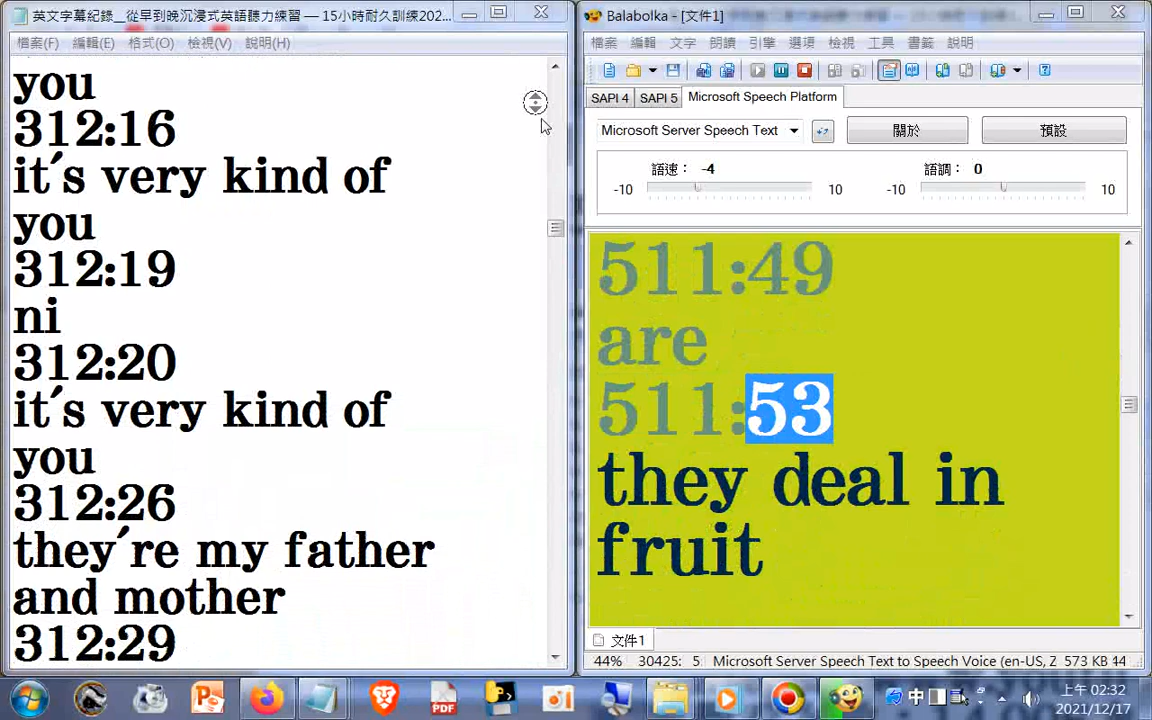 英文字幕紀錄__從早到晚沉浸式英語聽力練習 — 15小時耐久訓練202...
檔案(F) 編輯(E) 格式(O) 檢視(V) 說明(H)
you
312:16
it's very kind of
you
312:19
ni
312:20
it's very kind of
you
312:26
they're my father
and mother
312:29
Balabolka - [文件1]
檔案 編輯 文字 朗讀 引擎 選項 檢視 工具 書籤 說明
SAPI 4 SAPI 5 Microsoft Speech Platform
Microsoft Server Speech Text 關於 預設
語速： -4 語調： 0
-10 10 -10 10
511:49
are
511:53
they deal in
fruit
文件1
44% 30425: 5 Microsoft Server Speech Text to Speech Voice (en-US, Z 573 KB 44
PDF
中
上午 02:32
2021/12/17